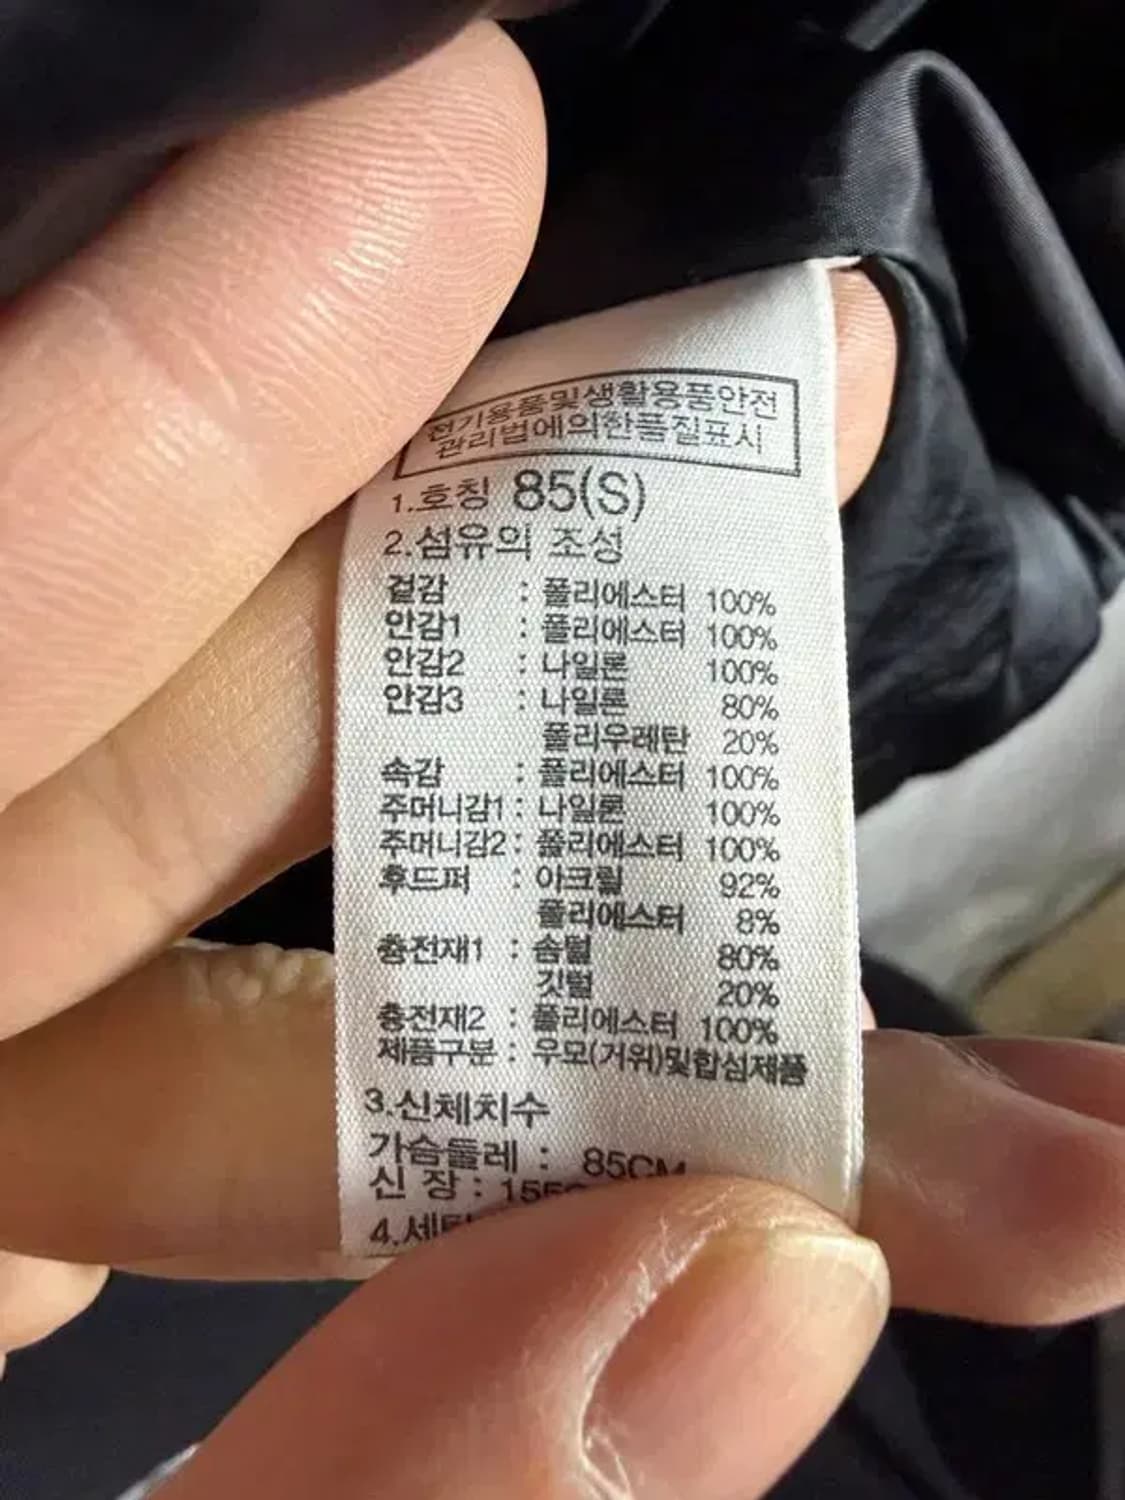 전기용품및생활용품안전
관리법에의한품질표시
1.호칭 85(S)
2.섬유의 조성
겉감 : 폴리에스터 100%
안감1 : 폴리에스터 100%
안감2 : 나일론 100%
안감3 : 나일론 80%
폴리우레탄 20%
속감 : 폴리에스터 100%
주머니감1 : 나일론 100%
주머니감2 : 폴리에스터 100%
후드퍼 : 아크릴 92%
폴리에스터 8%
충전재1 : 솜털 80%
깃털 20%
충전재2 : 폴리에스터 100%
제품구분 : 우모(거위)및합섬제품
3.신체치수
가슴둘레 : 85CM
신 장 : 155
4.